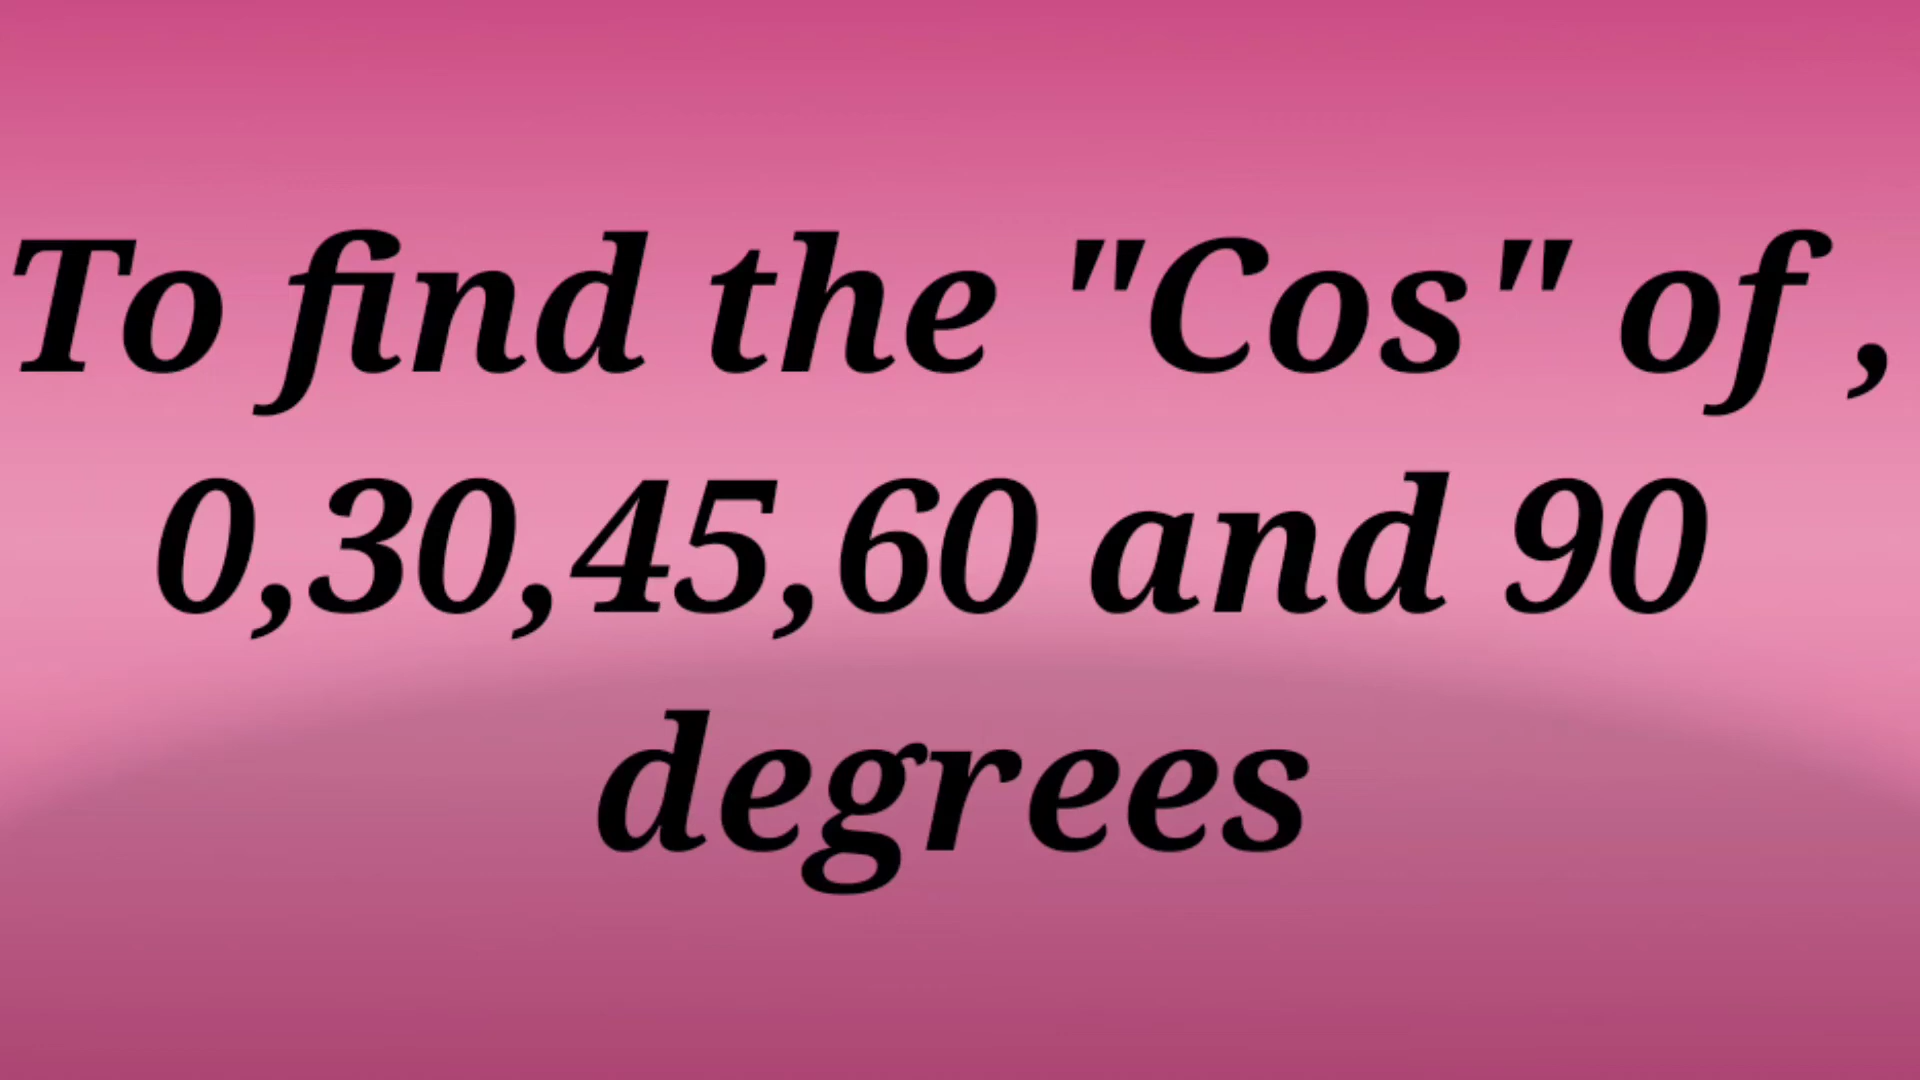 To find the "Cos" of ,
0,30,45,60 and 90
degrees